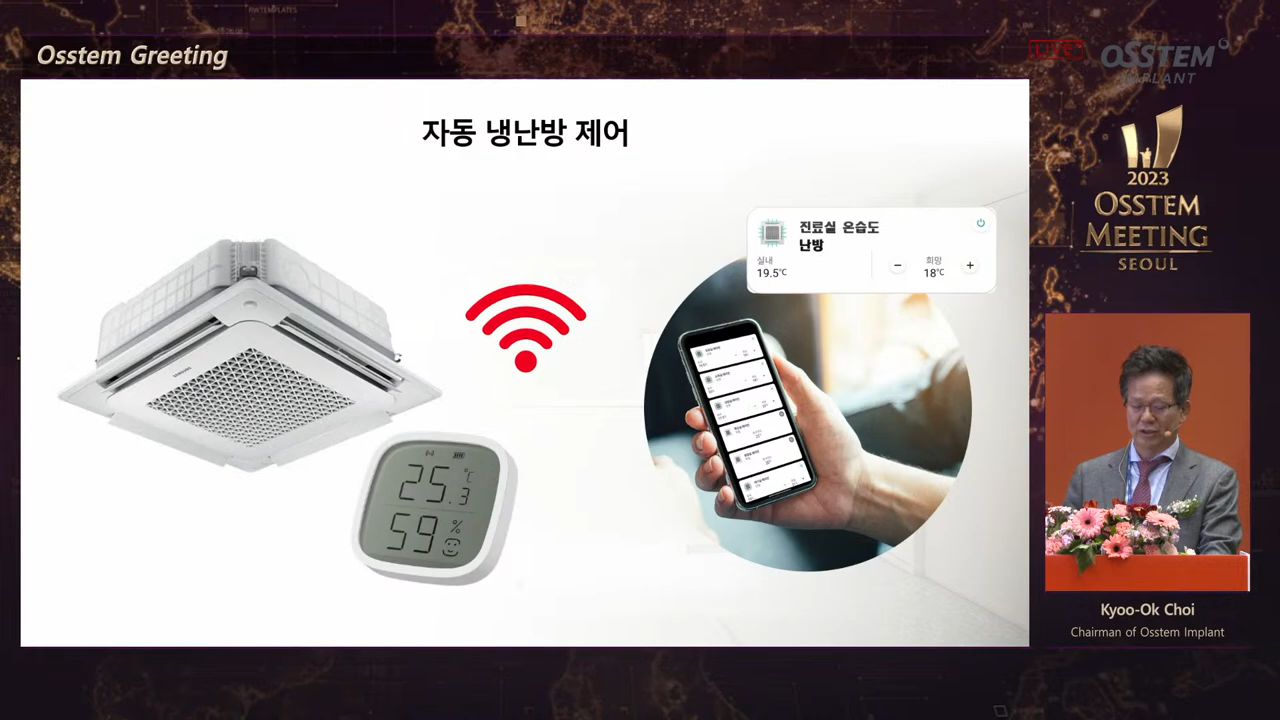 Osstem Greeting
LIVE
OSSTEM
IMPLANT
자동 냉난방 제어
진료실 온습도
난방
실내
19.5℃
−
희망
18℃
+
SAMSUNG
25.3
℃
59
%
2023
OSSTEM
MEETING
SEOUL
Kyoo-Ok Choi
Chairman of Osstem Implant